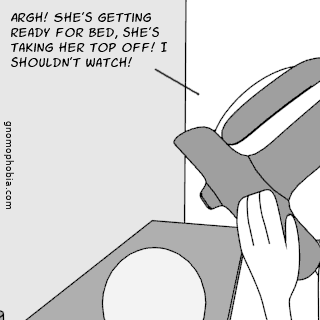 ARGH! SHE'S GETTING
READY FOR BED, SHE'S
TAKING HER TOP OFF! I
SHOULDN'T WATCH!
gnomophobia.com